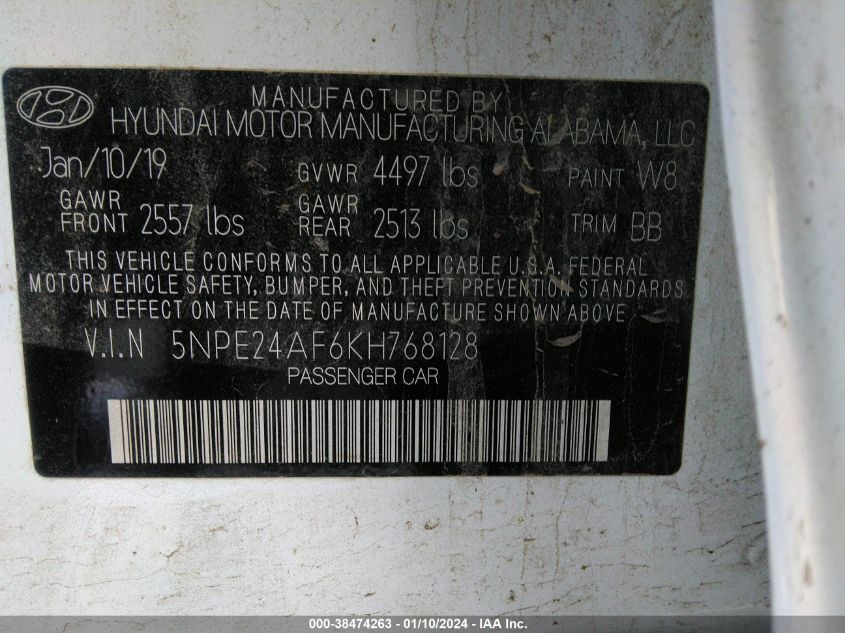 MANUFACTURED BY
HYUNDAI MOTOR MANUFACTURING ALABAMA, LLC
Jan/10/19 GVWR 4497 lbs PAINT W8
GAWR FRONT 2557 lbs GAWR REAR 2513 lbs TRIM BB
THIS VEHICLE CONFORMS TO ALL APPLICABLE U.S.A. FEDERAL
MOTOR VEHICLE SAFETY, BUMPER, AND THEFT PREVENTION STANDARDS
IN EFFECT ON THE DATE OF MANUFACTURE SHOWN ABOVE.
V.I.N 5NPE24AF6KH768128
PASSENGER CAR
000-38474263 - 01/10/2024 - IAA Inc.